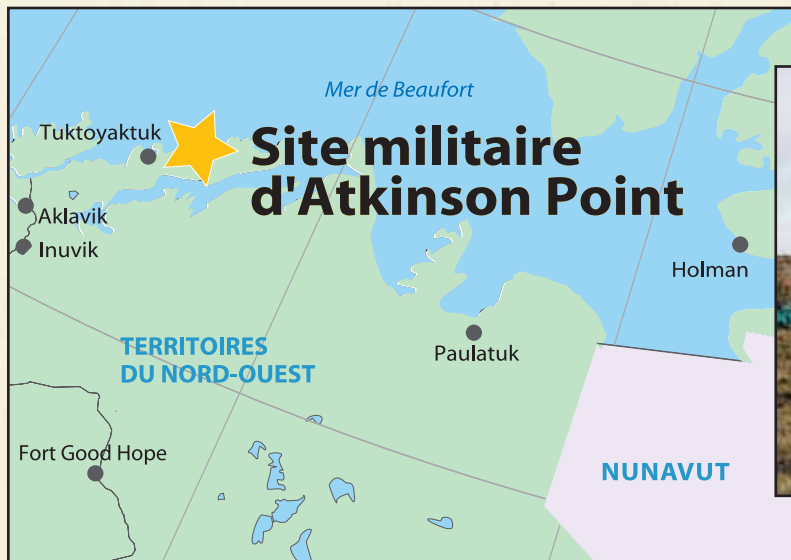 Mer de Beaufort
Tuktoyaktuk
Site militaire
d'Atkinson Point
Aklavik
Inuvik
Holman
TERRITOIRES
DU NORD-OUEST
Paulatuk
Fort Good Hope
NUNAVUT